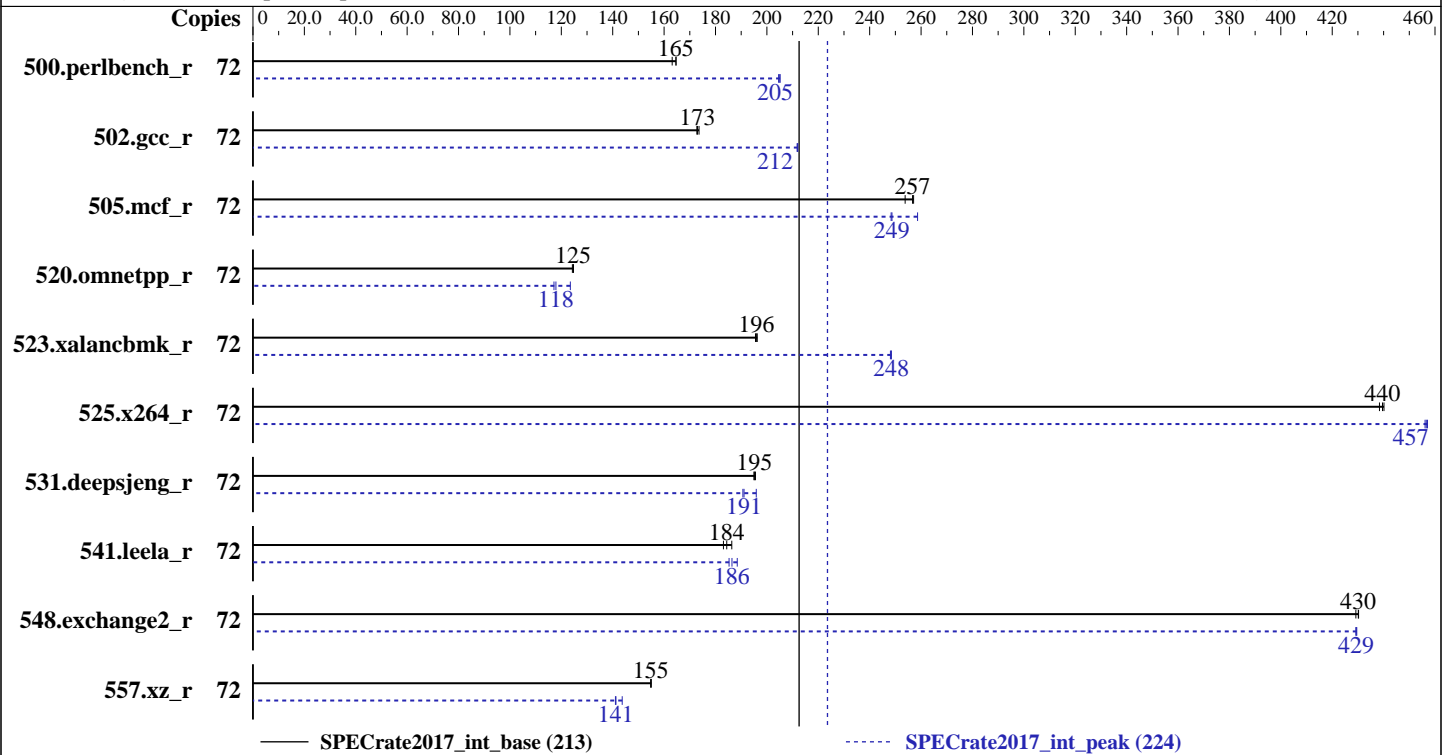 Copies 0 20.0 40.0 60.0 80.0 100 120 140 160 180 200 220 240 260 280 300 320 340 360 380 400 420 460
165
500.perlbench_r 72
205
173
502.gcc_r 72
212
257
505.mcf_r 72
249
125
520.omnetpp_r 72
118
196
523.xalancbmk_r 72
248
440
525.x264_r 72
457
195
531.deepsjeng_r 72
191
184
541.leela_r 72
186
430
548.exchange2_r 72
429
155
557.xz_r 72
141
SPECrate2017_int_base (213) SPECrate2017_int_peak (224)